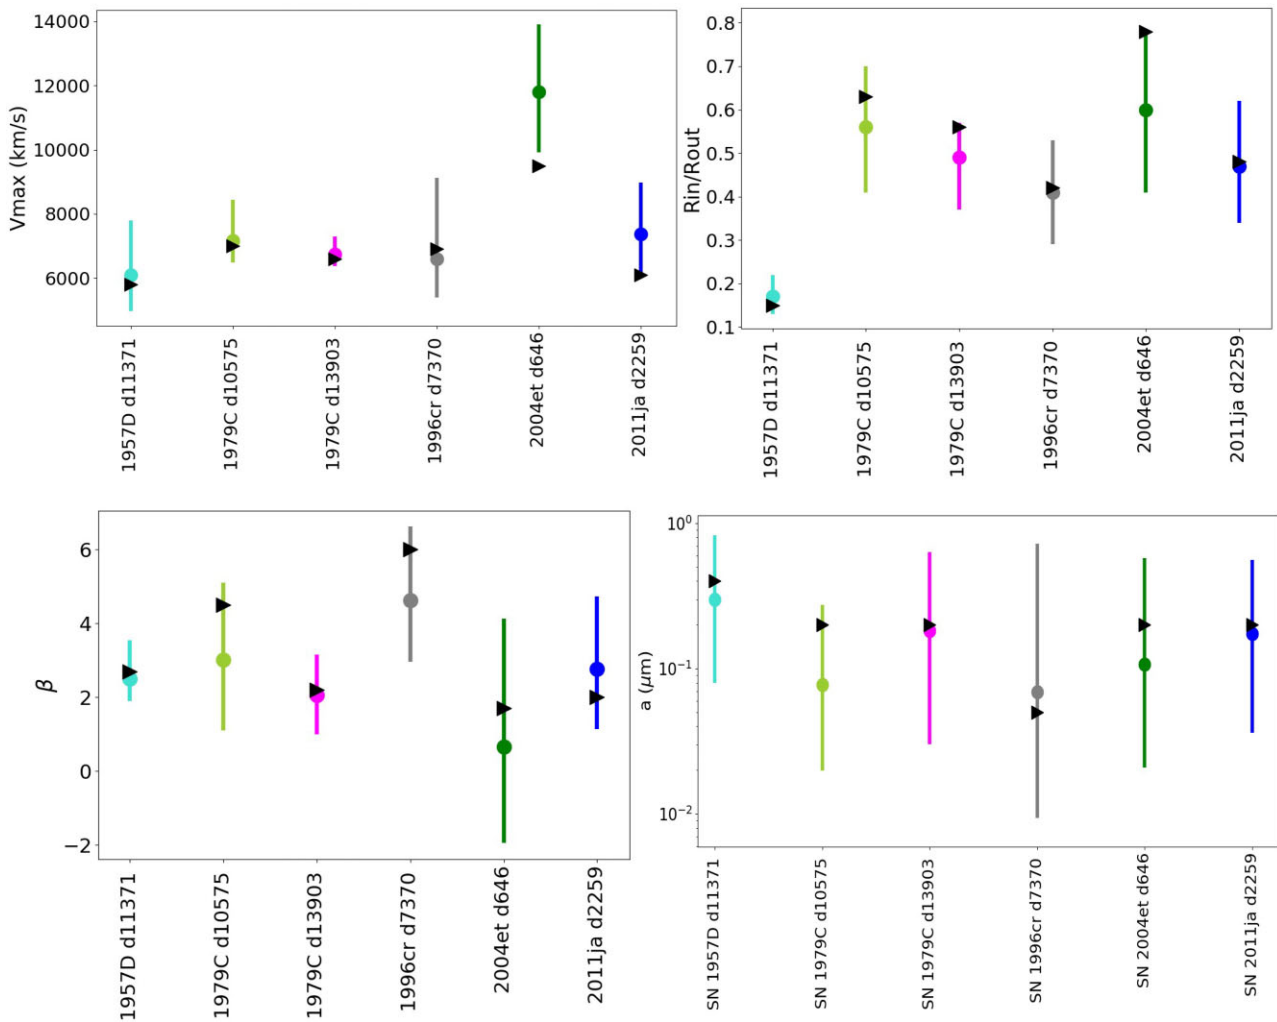 Vmax (km/s)
14000
12000
10000
8000
6000
1957D d11371
1979C d10575
1979C d13903
1996cr d7370
2004et d646
2011ja d2259
Rin/Rout
0.8
0.7
0.6
0.5
0.4
0.3
0.2
0.1
1957D d11371
1979C d10575
1979C d13903
1996cr d7370
2004et d646
2011ja d2259
β
6
4
2
0
−2
1957D d11371
1979C d10575
1979C d13903
1996cr d7370
2004et d646
2011ja d2259
a (μm)
10⁰
10⁻¹
10⁻²
SN 1957D d11371
SN 1979C d10575
SN 1979C d13903
SN 1996cr d7370
SN 2004et d646
SN 2011ja d2259